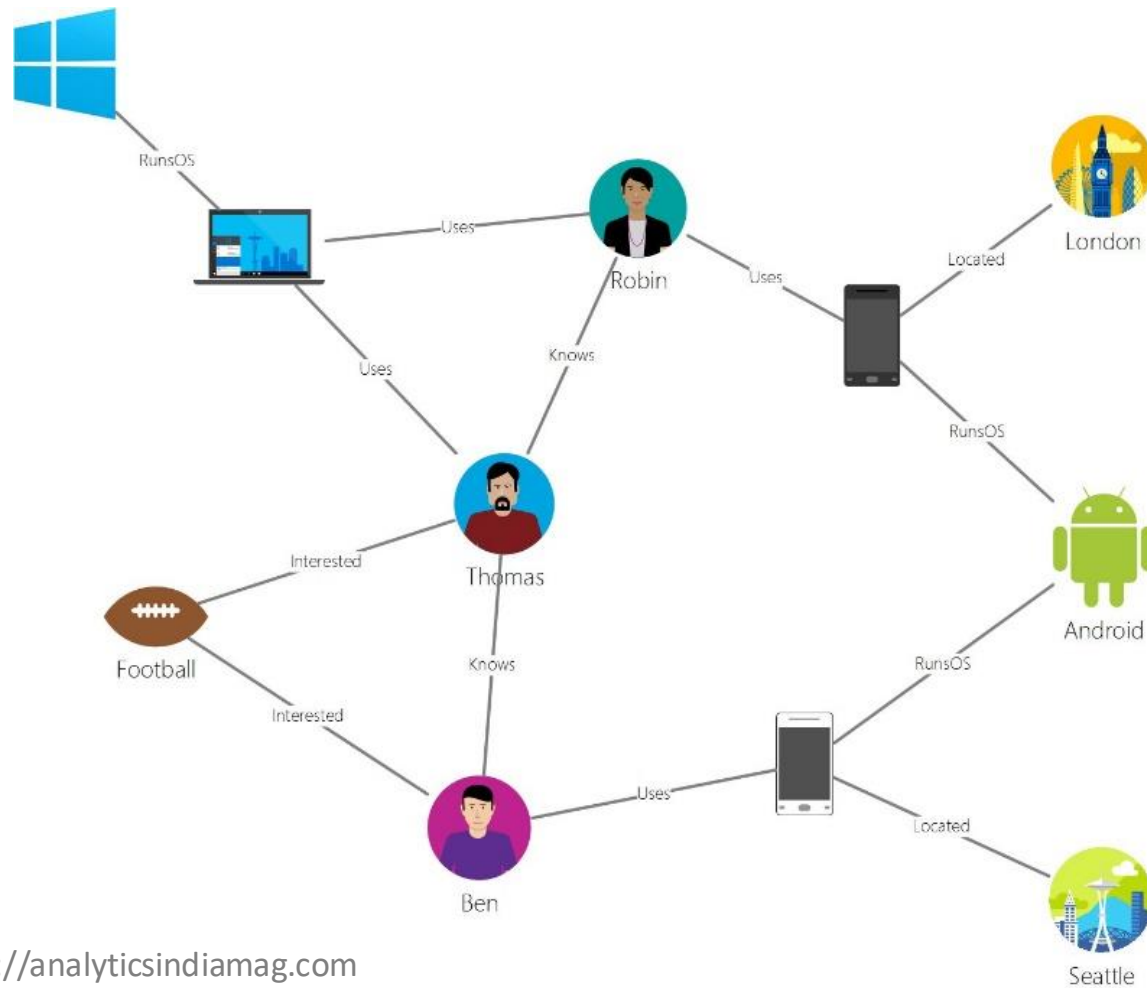 RunsOS
Uses
Robin
London
Located
Uses
Knows
Uses
RunsOS
Interested
Thomas
Android
Football
Knows
RunsOS
Interested
Uses
Located
Ben
://analyticsindiamag.com
Seattle